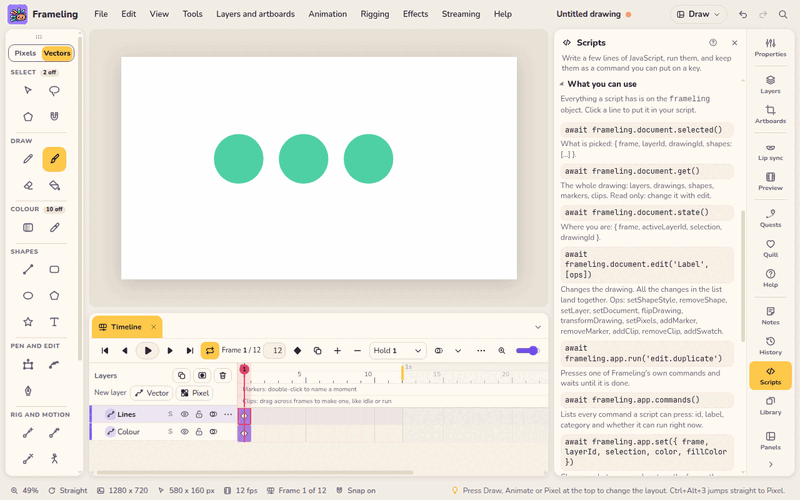 Frameling File Edit View Tools Layers and artboards Animation Rigging Effects Streaming Help Untitled drawing Draw
Pixels Vectors
SELECT 2 off
DRAW
COLOUR 10 off
SHAPES
PEN AND EDIT
RIG AND MOTION
Timeline
Frame 1 / 12 12 Hold 1
Layers
New layer Vector Pixel
1 5 10 1s 15 20
Markers: double-click to name a moment
Clips: drag across frames to make one, like idle or run
Lines S
Colour S
Scripts
Write a few lines of JavaScript, run them, and keep
them as a command you can put on a key.
What you can use
Everything a script has is on the frameling
object. Click a line to put it in your script.
await frameling.document.selected()
What is picked: { frame, layerId, drawingId, shapes:
[...] }.
await frameling.document.get()
The whole drawing: layers, drawings, shapes,
markers, clips. Read only: change it with edit.
await frameling.document.state()
Where you are: { frame, activeLayerId, selection,
drawingId }.
await
frameling.document.edit('Label',
[ops])
Changes the drawing. All the changes in the list
land together. Ops: setShapeStyle, removeShape,
setLayer, setDocument, flipDrawing,
transformDrawing, setPixels, addMarker,
removeMarker, addClip, removeClip, addSwatch.
await
frameling.app.run('edit.duplicate')
Presses one of Frameling's own commands and
waits until it is done.
await frameling.app.commands()
Lists every command a script can press: id, label,
category and whether it can run right now.
await frameling.app.set({ frame,
layerId, selection, color, fillColor
})
Properties
Layers
Artboards
Lip sync
Preview
Quests
Quill
Help
Notes
History
Scripts
Library
Panels
49% Straight 1280 x 720 580 x 160 px 12 fps Frame 1 of 12 Snap on Press Draw, Animate or Pixel at the top to change the layout. Ctrl+Alt+3 jumps straight to Pixel.